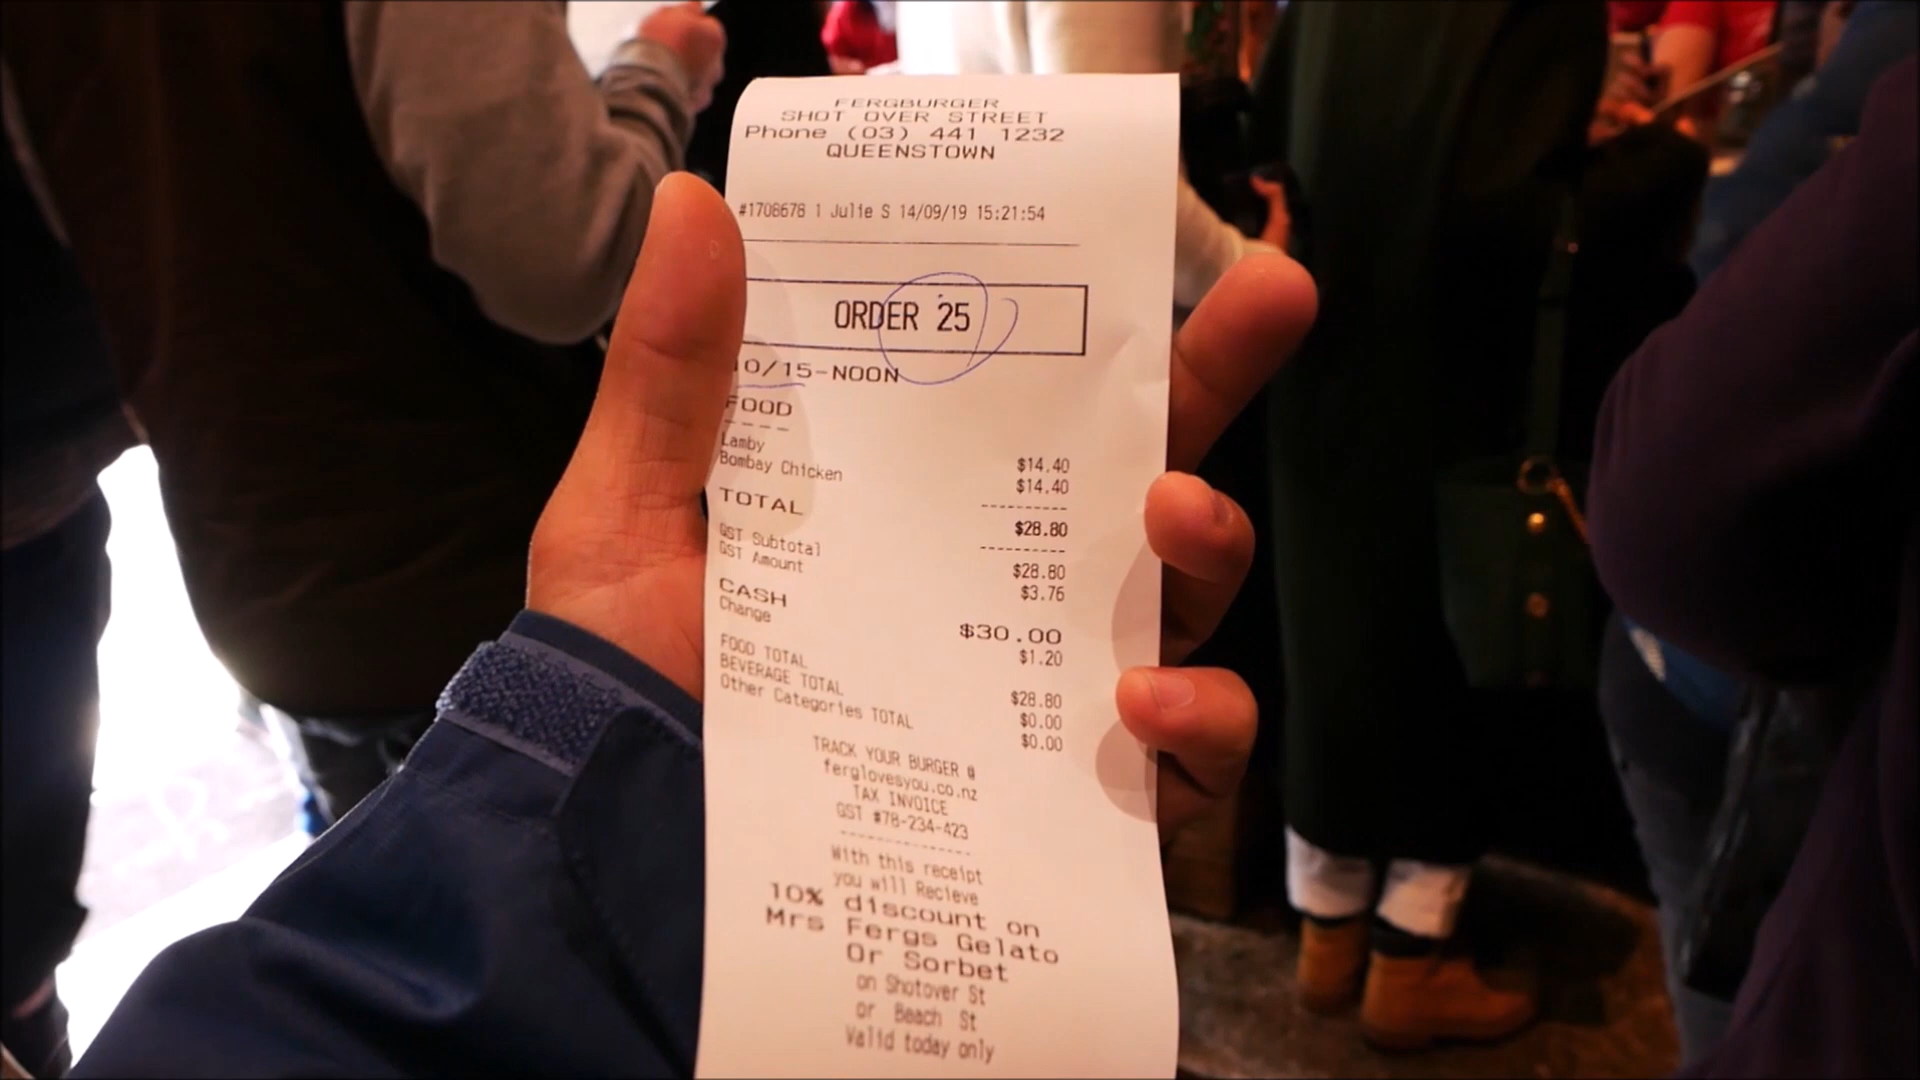 FERGBURGER
SHOT OVER STREET
Phone (03) 441 1232
QUEENSTOWN
#1708678 1 Julie S 14/09/19 15:21:54
ORDER 25
10/15-NOON
FOOD
Lamby $14.40
Bombay Chicken $14.40
TOTAL $28.80
GST Subtotal $28.80
GST Amount $3.76
CASH $30.00
Change $1.20
FOOD TOTAL $28.80
BEVERAGE TOTAL $0.00
Other Categories TOTAL $0.00
TRACK YOUR BURGER @
ferglovesyou.co.nz
TAX INVOICE
GST #78-234-423
With this receipt
you will Recieve
10% discount on
Mrs Fergs Gelato
Or Sorbet
on Shotover St
or Beach St
Valid today only